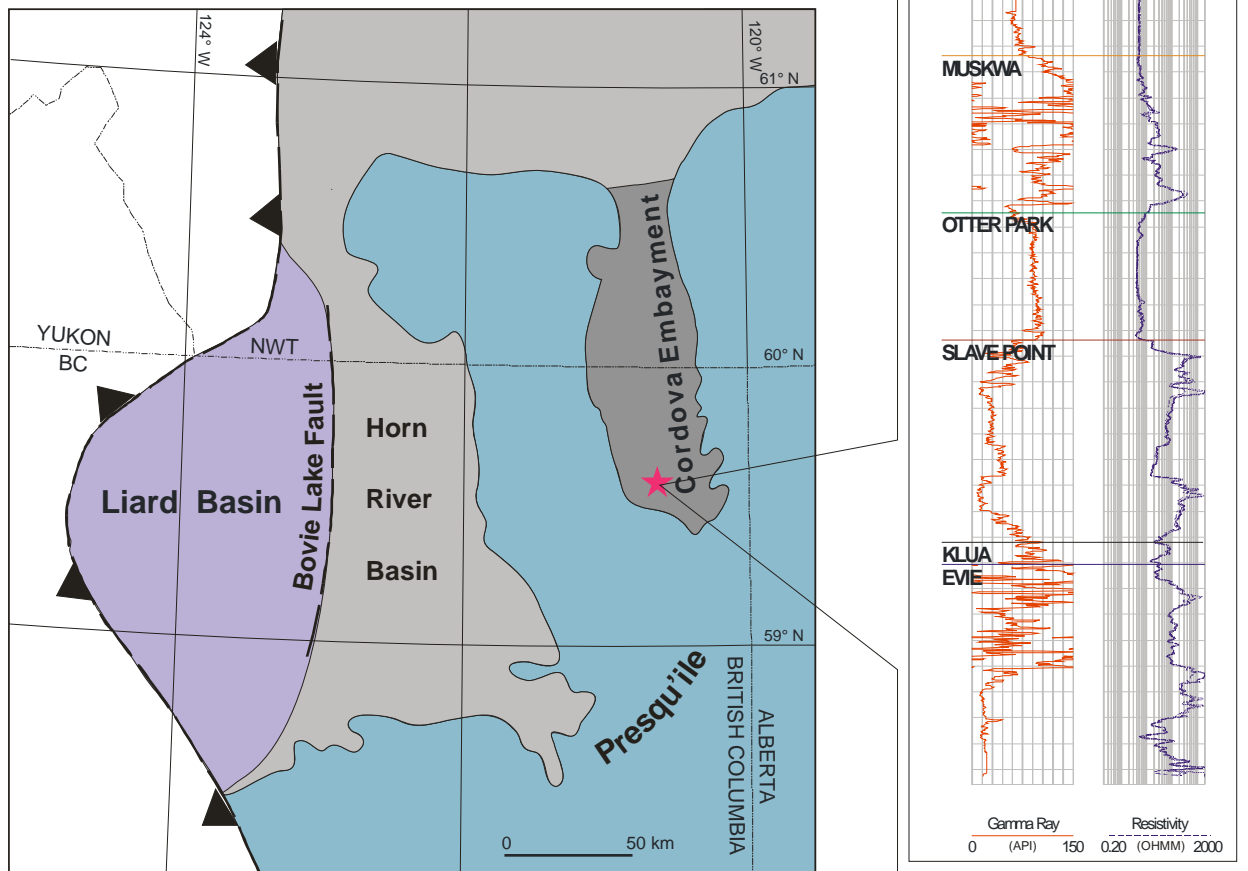 124° W
120° W
61° N
YUKON
BC
NWT
60° N
Cordova Embayment
Bovie Lake Fault
Horn
River
Basin
Liard Basin
59° N
Presqu'ile
BRITISH COLUMBIA
ALBERTA
0 50 km
MUSKWA
OTTER PARK
SLAVE POINT
KLUA
EVIE
Gamma Ray
0 (API) 150
Resistivity
0.20 (OHMM) 2000